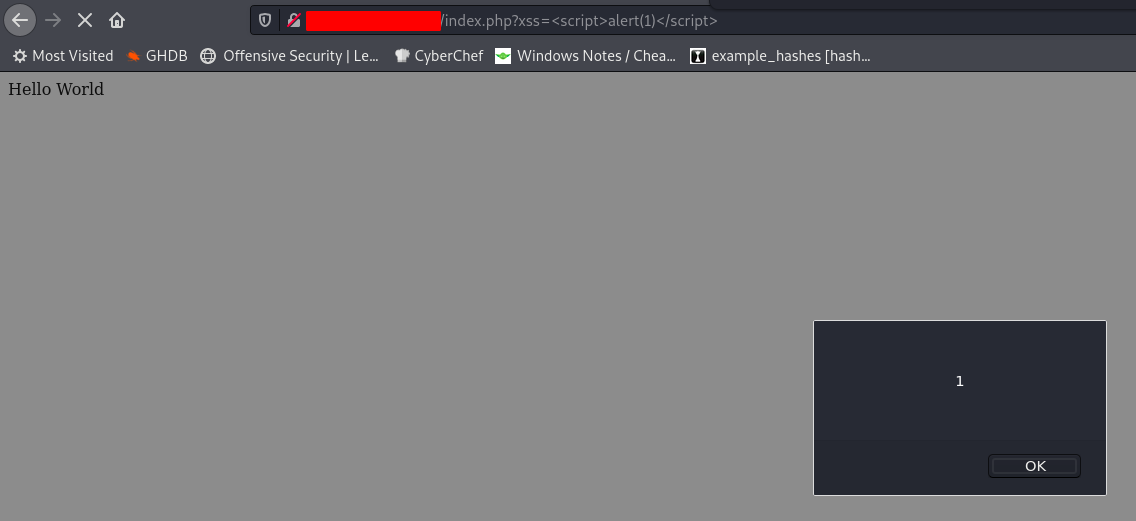 /index.php?xss=<script>alert(1)</script>
Most Visited GHDB Offensive Security | Le... CyberChef Windows Notes / Chea... example_hashes [hash...
Hello World
1
OK